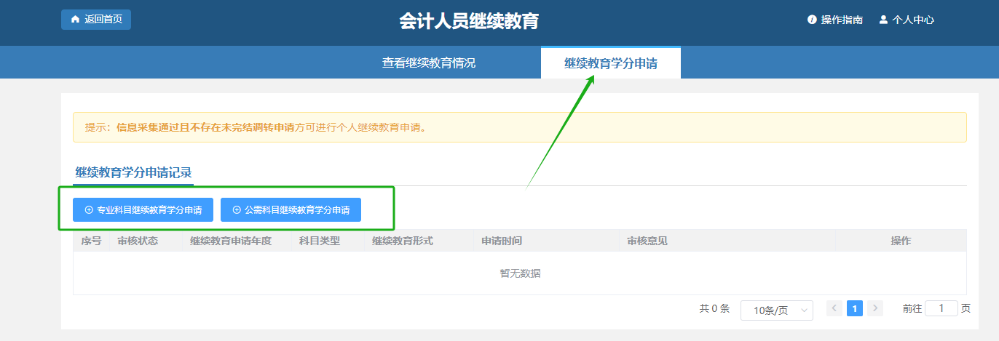 返回首页
会计人员继续教育
操作指南
个人中心
查看继续教育情况
继续教育学分申请
提示：信息采集通过且不存在未完结调转申请方可进行个人继续教育申请。
继续教育学分申请记录
专业科目继续教育学分申请
公需科目继续教育学分申请
序号 审核状态 继续教育申请年度 科目类型 继续教育形式 申请时间 审核意见 操作
暂无数据
共 0 条 10条/页 1 前往 1 页